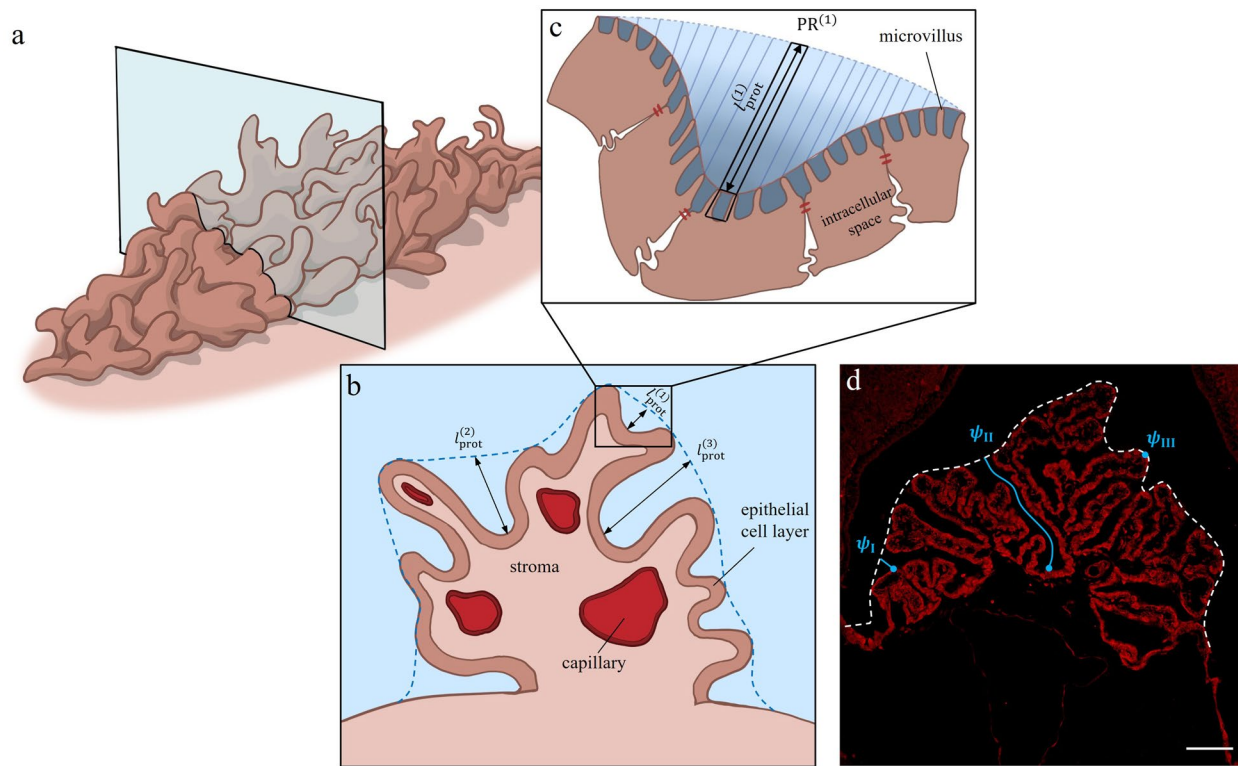 a
c
PR⁽¹⁾
microvillus
l⁽¹⁾prot
intracellular
space
b
l⁽¹⁾prot
l⁽²⁾prot
l⁽³⁾prot
epithelial
cell layer
stroma
capillary
d
ψII
ψIII
ψI